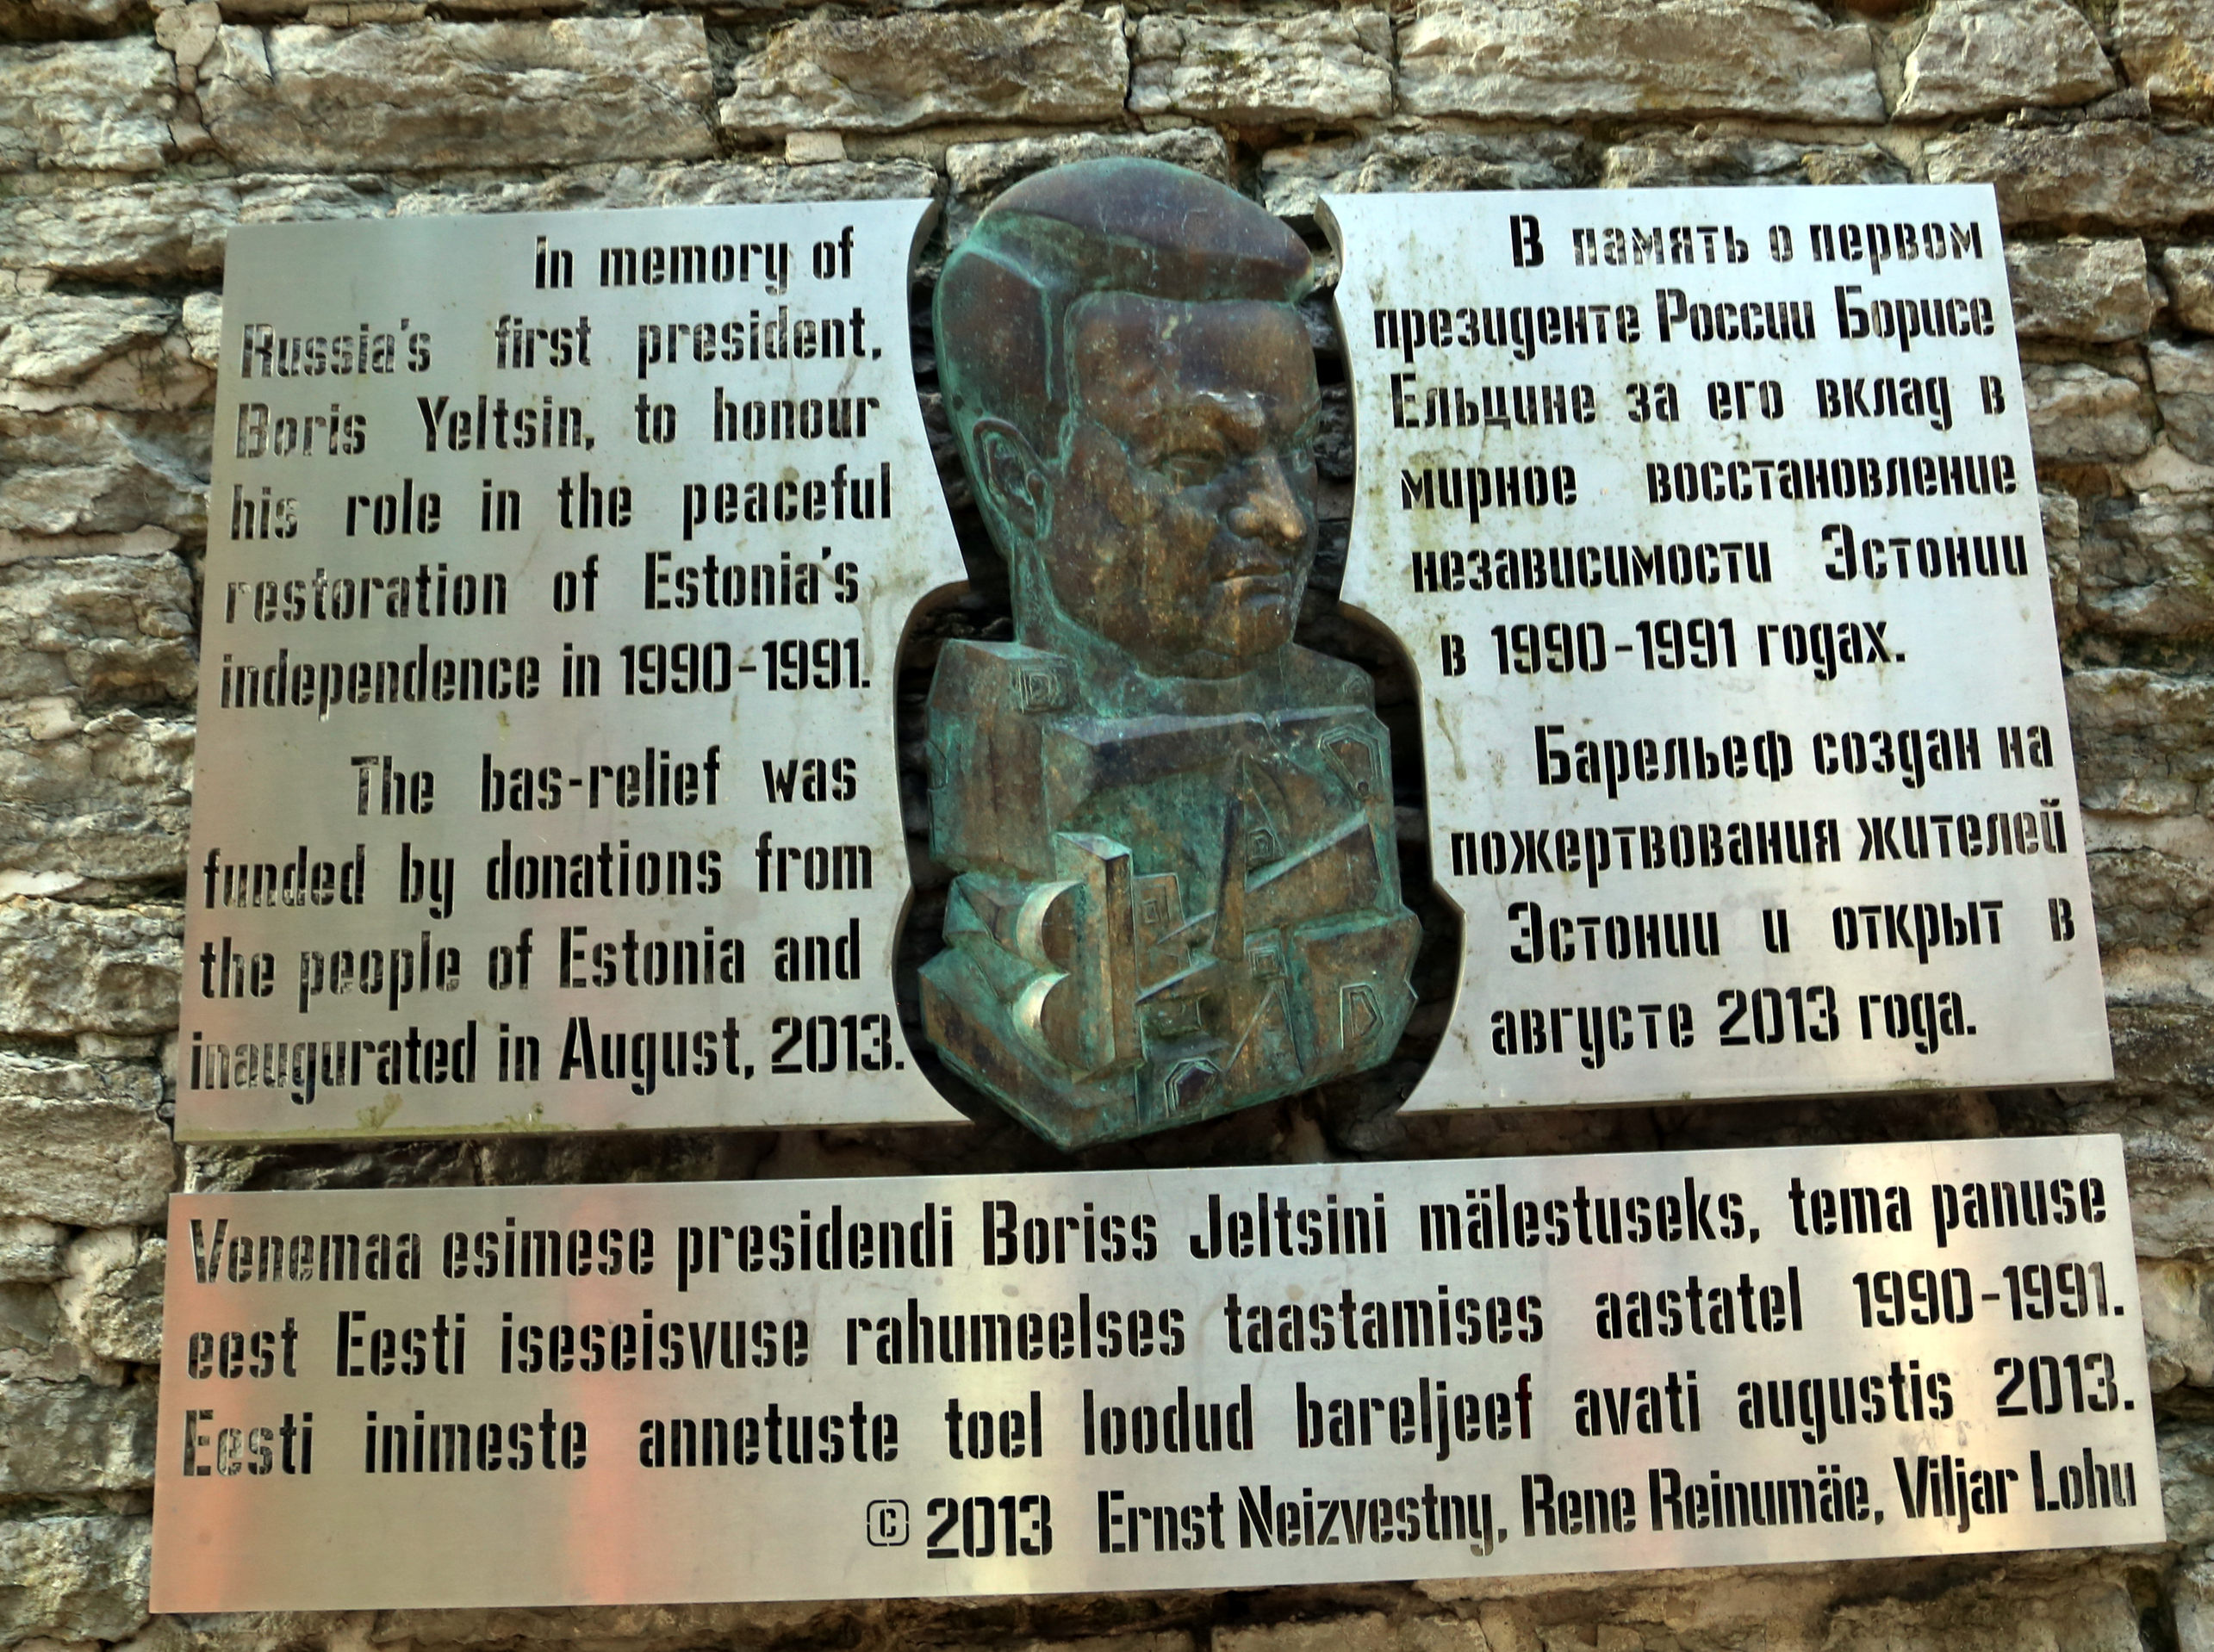 In memory of
Russia's first president,
Boris Yeltsin, to honour
his role in the peaceful
restoration of Estonia's
independence in 1990-1991.
The bas-relief was
funded by donations from
the people of Estonia and
inaugurated in August, 2013.
В память о первом
президенте России Борисе
Ельцине за его вклад в
мирное восстановление
независимости Эстонии
в 1990-1991 годах.
Барельеф создан на
пожертвования жителей
Эстонии и открыт в
августе 2013 года.
Venemaa esimese presidendi Boriss Jeltsini mälestuseks, tema panuse
eest Eesti iseseisvuse rahumeelses taastamises aastatel 1990-1991.
Eesti inimeste annetuste toel loodud bareljeef avati augustis 2013.
© 2013 Ernst Neizvestny, Rene Reinumäe, Viljar Lohu